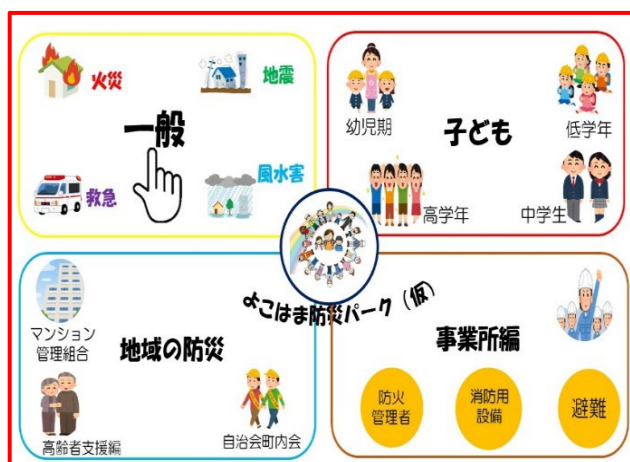 火災
地震
一般
救急
風水害
幼児期
子ども
低学年
高学年
中学生
よこはま防災パーク（仮）
マンション
管理組合
地域の防災
高齢者支援編
自治会町内会
事業所編
防火
管理者
消防用
設備
避難